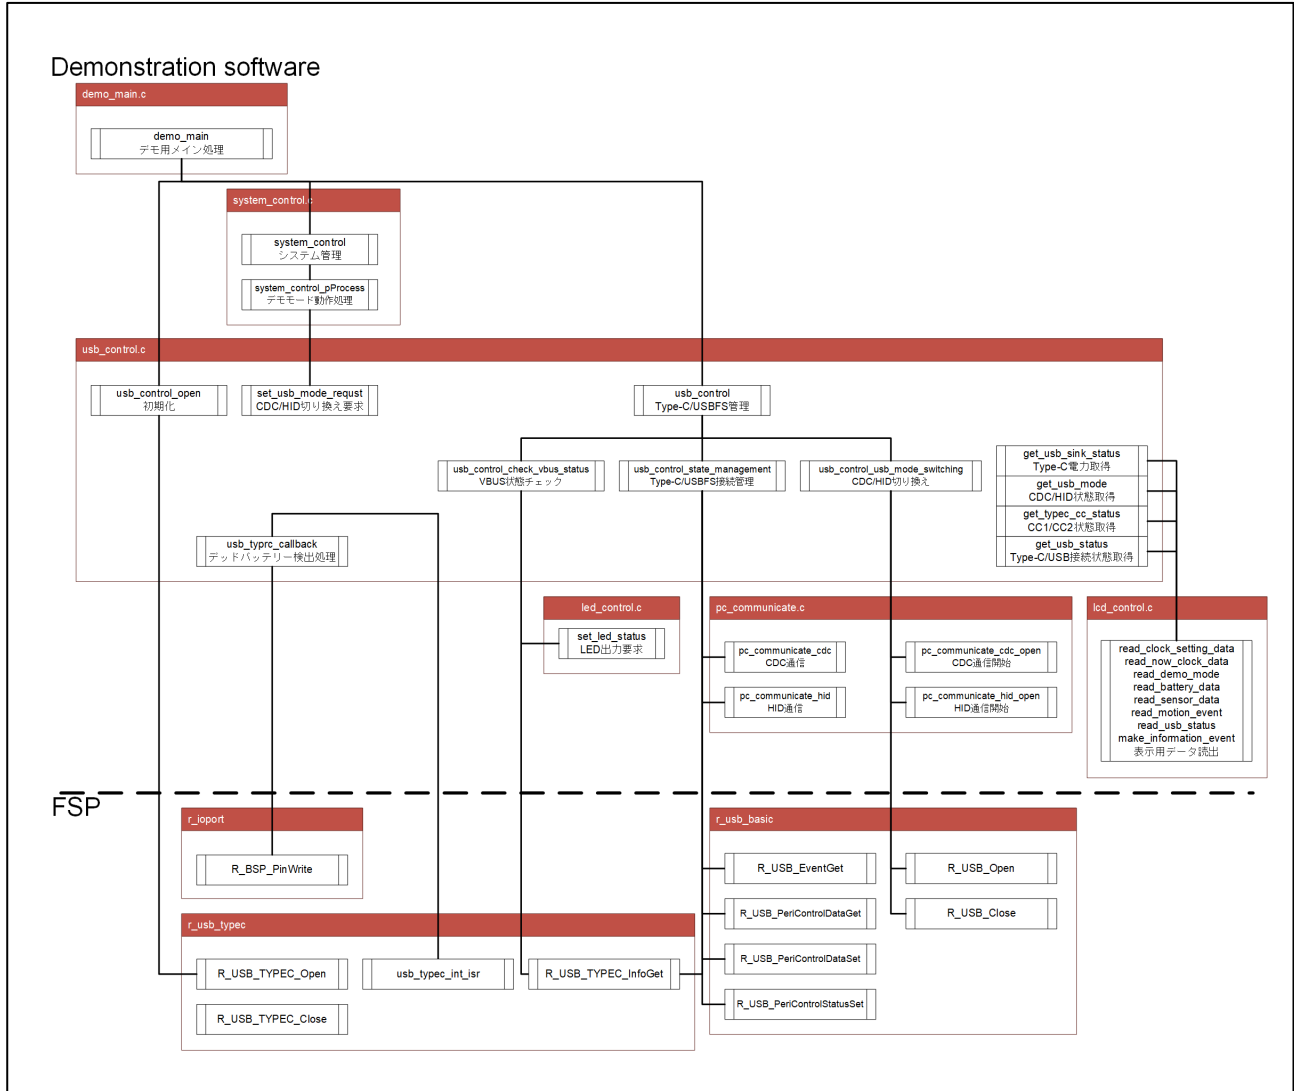 Demonstration software
demo_main.c
demo_main
デモ用メイン処理
system_control.c
system_control
システム管理
system_control_pProcess
デモモード動作処理
usb_control.c
usb_control_open
初期化
set_usb_mode_requst
CDC/HID切り換え要求
usb_control
Type-C/USBFS管理
usb_control_check_vbus_status
VBUS状態チェック
usb_control_state_management
Type-C/USBFS接続管理
usb_control_usb_mode_switching
CDC/HID切り換え
get_usb_sink_status
Type-C電力取得
get_usb_mode
CDC/HID状態取得
get_typec_cc_status
CC1/CC2状態取得
get_usb_status
Type-C/USB接続状態取得
usb_typrc_callback
デッドバッテリー検出処理
led_control.c
set_led_status
LED出力要求
pc_communicate.c
pc_communicate_cdc
CDC通信
pc_communicate_cdc_open
CDC通信開始
pc_communicate_hid
HID通信
pc_communicate_hid_open
HID通信開始
lcd_control.c
read_clock_setting_data
read_now_clock_data
read_demo_mode
read_battery_data
read_sensor_data
read_motion_event
read_usb_status
make_information_event
表示用データ読出
FSP
r_ioport
R_BSP_PinWrite
r_usb_basic
R_USB_EventGet
R_USB_Open
R_USB_PeriControlDataGet
R_USB_Close
R_USB_PeriControlDataSet
R_USB_PeriControlStatusSet
r_usb_typec
R_USB_TYPEC_Open
usb_typec_int_isr
R_USB_TYPEC_InfoGet
R_USB_TYPEC_Close